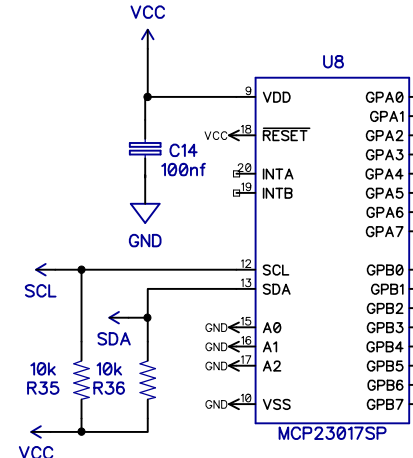 VCC
U8
9 VDD GPA0
GPA1
VCC 18 RESET GPA2
C14 GPA3
100nf 20 INTA GPA4
19 INTB GPA5
GPA6
GND GPA7
12 SCL GPB0
SCL 13 SDA GPB1
GPB2
SDA GND 15 A0 GPB3
GND 16 A1 GPB4
10k 10k GND 17 A2 GPB5
R35 R36 GPB6
GND 10 VSS GPB7
VCC MCP23017SP